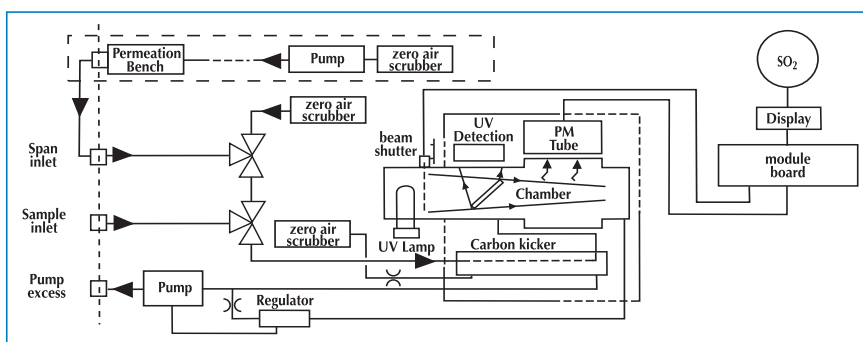 Permeation
Bench
Pump
zero air
scrubber
SO₂
zero air
scrubber
UV
Detection
PM
Tube
Display
beam
shutter
module
board
Span
inlet
Chamber
Sample
inlet
zero air
scrubber
UV Lamp
Carbon kicker
Pump
excess
Pump
Regulator